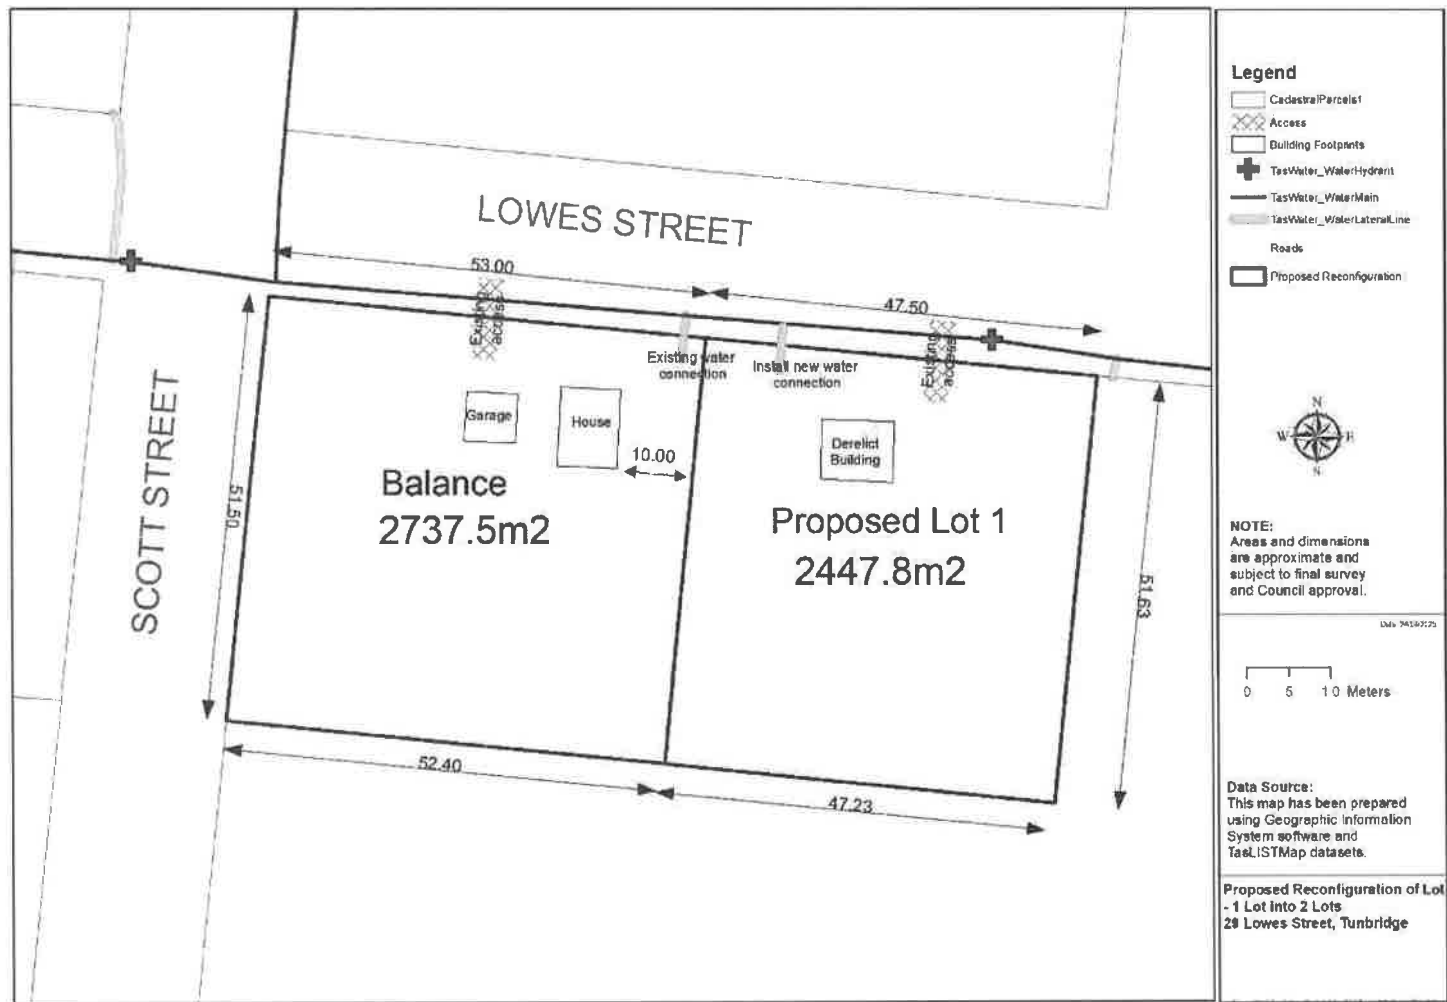 LOWES STREET
53.00
47.50
Existing
access
Existing water
connection
Install new water
connection
Existing
access
SCOTT STREET
51.50
Garage
House
10.00
Derelict
Building
Balance
2737.5m2
Proposed Lot 1
2447.8m2
51.63
52.40
47.23
Legend
CadastralParcels1
Access
Building Footprints
TasWater_WaterHydrant
TasWater_WaterMain
TasWater_WaterLateralLine
Roads
Proposed Reconfiguration
N
W
NOTE:
Areas and dimensions
are approximate and
subject to final survey
and Council approval.
0 5 10 Meters
Data Source:
This map has been prepared
using Geographic Information
System software and
TasLISTMap datasets.
Proposed Reconfiguration of Lot
- 1 Lot into 2 Lots
Lowes Street, Tunbridge